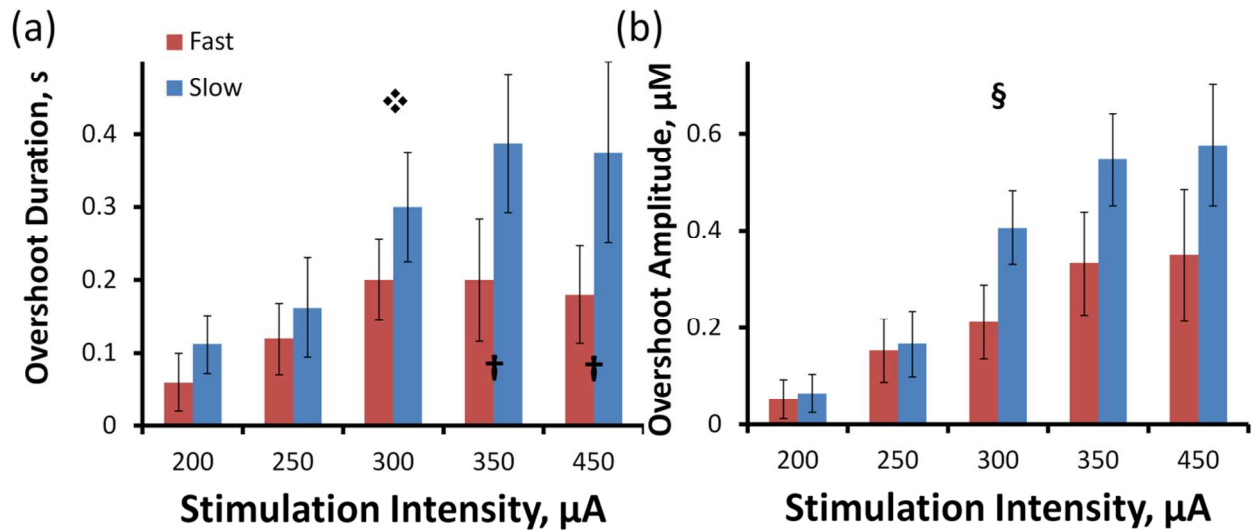 (a)
Fast
Slow
Overshoot Duration, s
0.4
0.3
0.2
0.1
0
❖
†
†
200 250 300 350 450
Stimulation Intensity, µA
(b)
Overshoot Amplitude, µM
0.6
0.4
0.2
0
§
200 250 300 350 450
Stimulation Intensity, µA